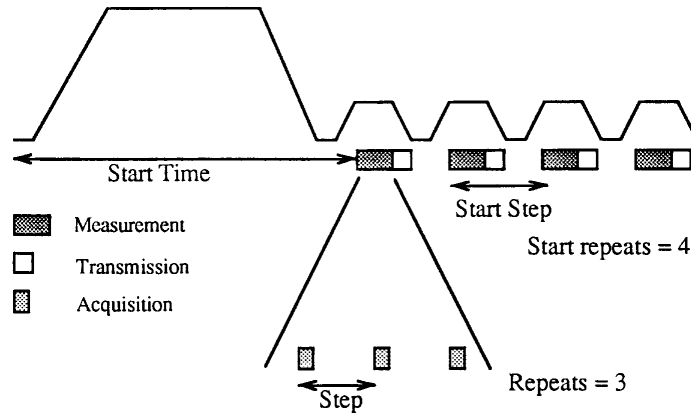 Start Time
Start Step
Measurement
Start repeats = 4
Transmission
Acquisition
Repeats = 3
Step